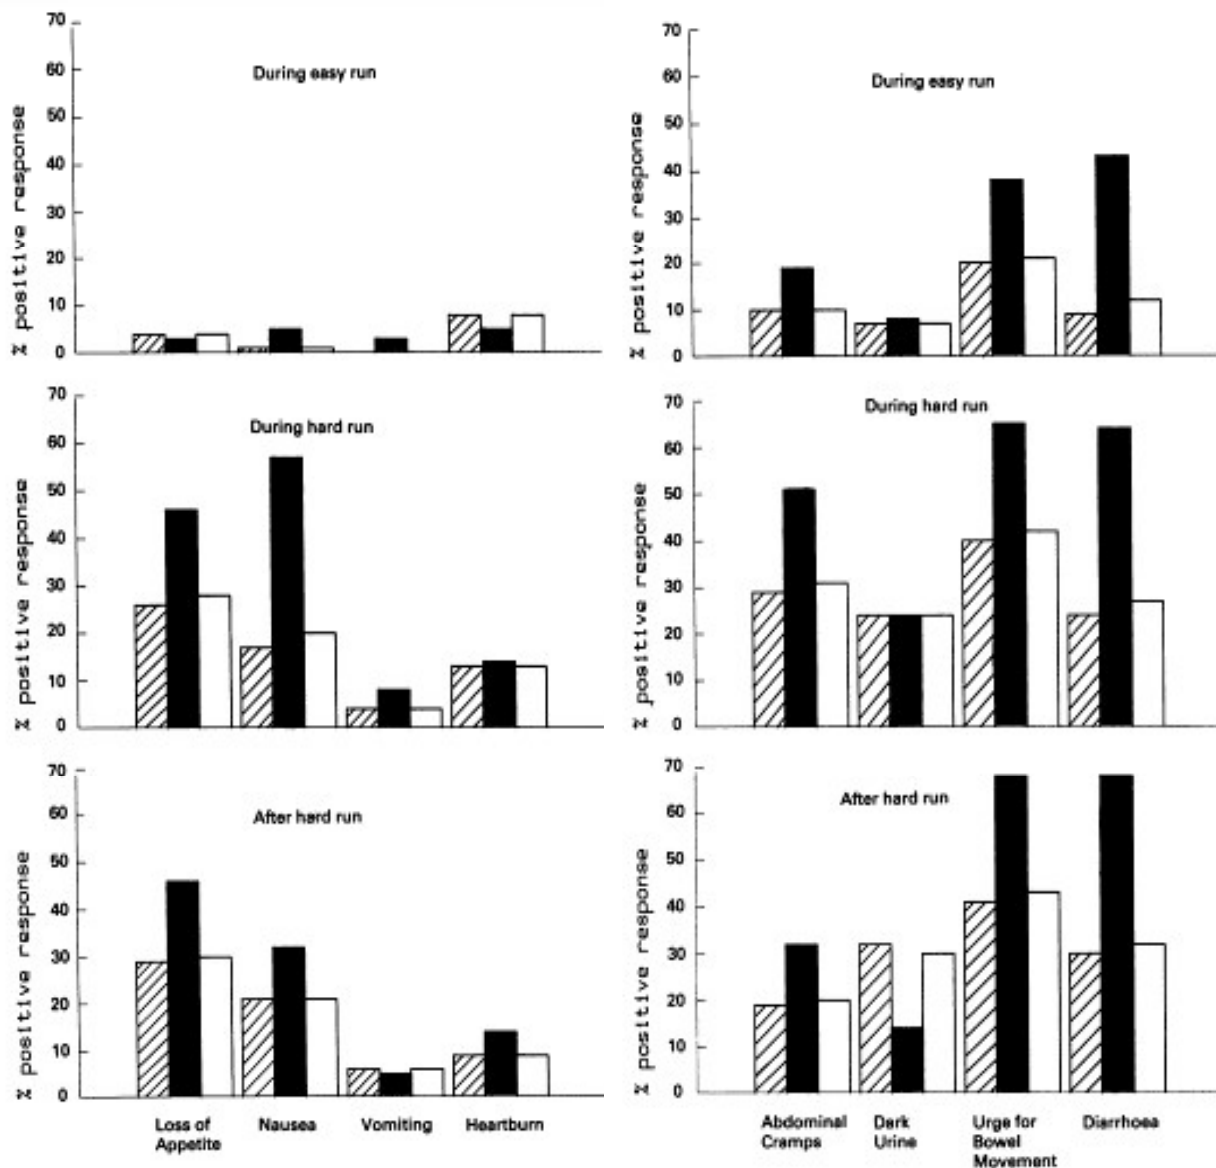 70
60
50
40
30
20
10
0
% positive response
During easy run
70
60
50
40
30
20
10
0
% positive response
During easy run
70
60
50
40
30
20
10
0
% positive response
During hard run
70
60
50
40
30
20
10
0
% positive response
During hard run
70
60
50
40
30
20
10
0
% positive response
After hard run
Loss of
Appetite
Nausea
Vomiting
Heartburn
70
60
50
40
30
20
10
0
% positive response
After hard run
Abdominal
Cramps
Dark
Urine
Urge for
Bowel
Movement
Diarrhoea